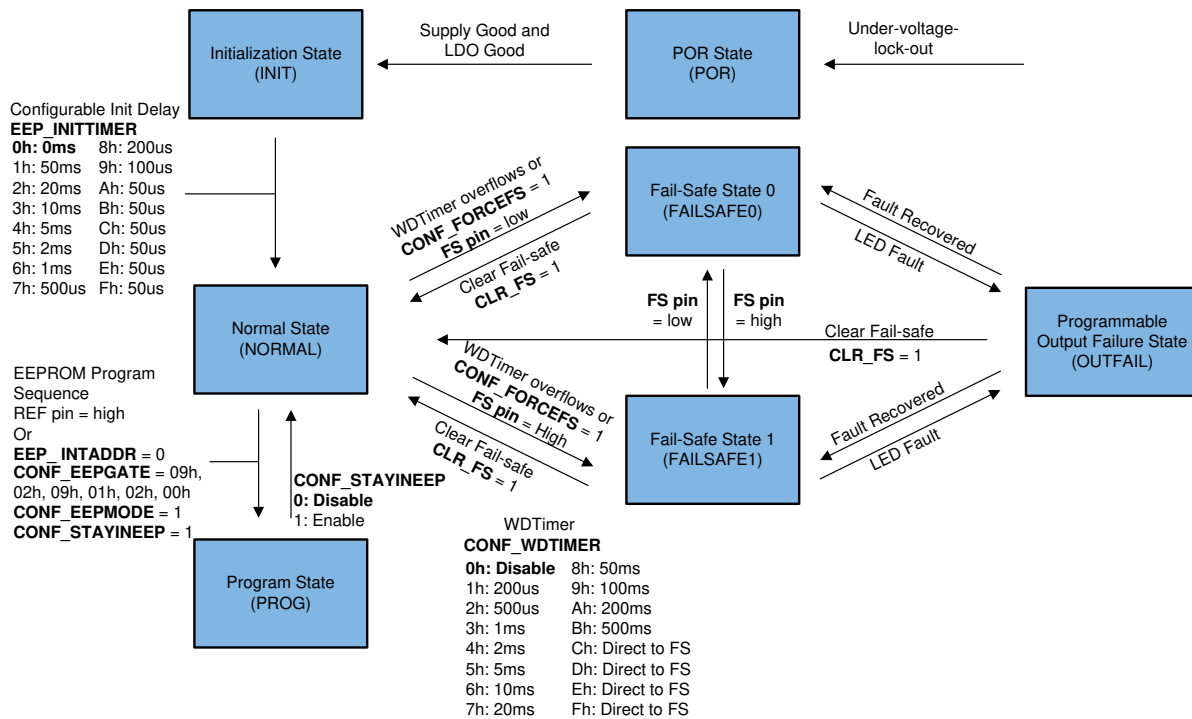 Initialization State
(INIT)
Supply Good and
LDO Good
POR State
(POR)
Under-voltage-
lock-out
Configurable Init Delay
EEP_INITTIMER
0h: 0ms 8h: 200us
1h: 50ms 9h: 100us
2h: 20ms Ah: 50us
3h: 10ms Bh: 50us
4h: 5ms Ch: 50us
5h: 2ms Dh: 50us
6h: 1ms Eh: 50us
7h: 500us Fh: 50us
WDTimer overflows or
CONF_FORCEFS = 1
FS pin = low
Clear Fail-safe
CLR_FS = 1
Fail-Safe State 0
(FAILSAFE0)
Fault Recovered
LED Fault
Normal State
(NORMAL)
FS pin
= low
FS pin
= high
Clear Fail-safe
CLR_FS = 1
Programmable
Output Failure State
(OUTFAIL)
EEPROM Program
Sequence
REF pin = high
Or
EEP_INTADDR = 0
CONF_EEPGATE = 09h,
02h, 09h, 01h, 02h, 00h
CONF_EEPMODE = 1
CONF_STAYINEEP = 1
CONF_STAYINEEP
0: Disable
1: Enable
WDTimer overflows or
CONF_FORCEFS = 1
FS pin = High
Clear Fail-safe
CLR_FS = 1
Fail-Safe State 1
(FAILSAFE1)
Fault Recovered
LED Fault
Program State
(PROG)
WDTimer
CONF_WDTIMER
0h: Disable 8h: 50ms
1h: 200us 9h: 100ms
2h: 500us Ah: 200ms
3h: 1ms Bh: 500ms
4h: 2ms Ch: Direct to FS
5h: 5ms Dh: Direct to FS
6h: 10ms Eh: Direct to FS
7h: 20ms Fh: Direct to FS